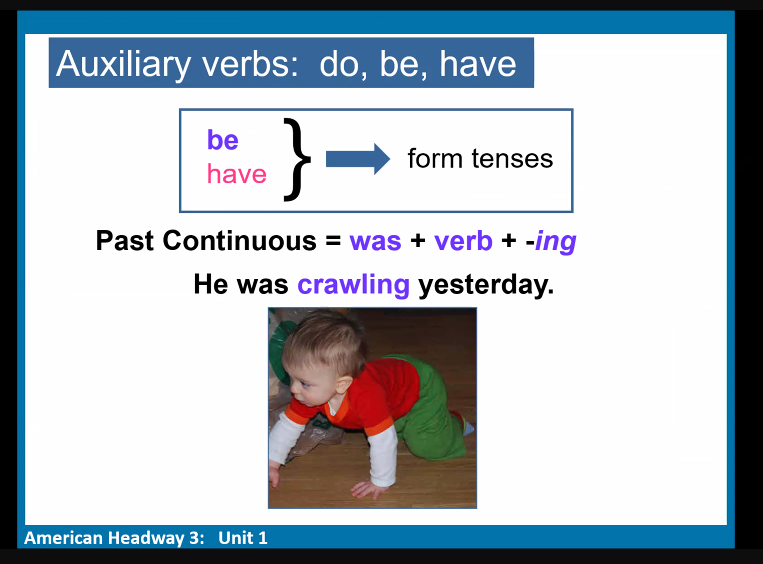 Auxiliary verbs: do, be, have
be
have
} form tenses
Past Continuous = was + verb + -ing
He was crawling yesterday.
American Headway 3: Unit 1